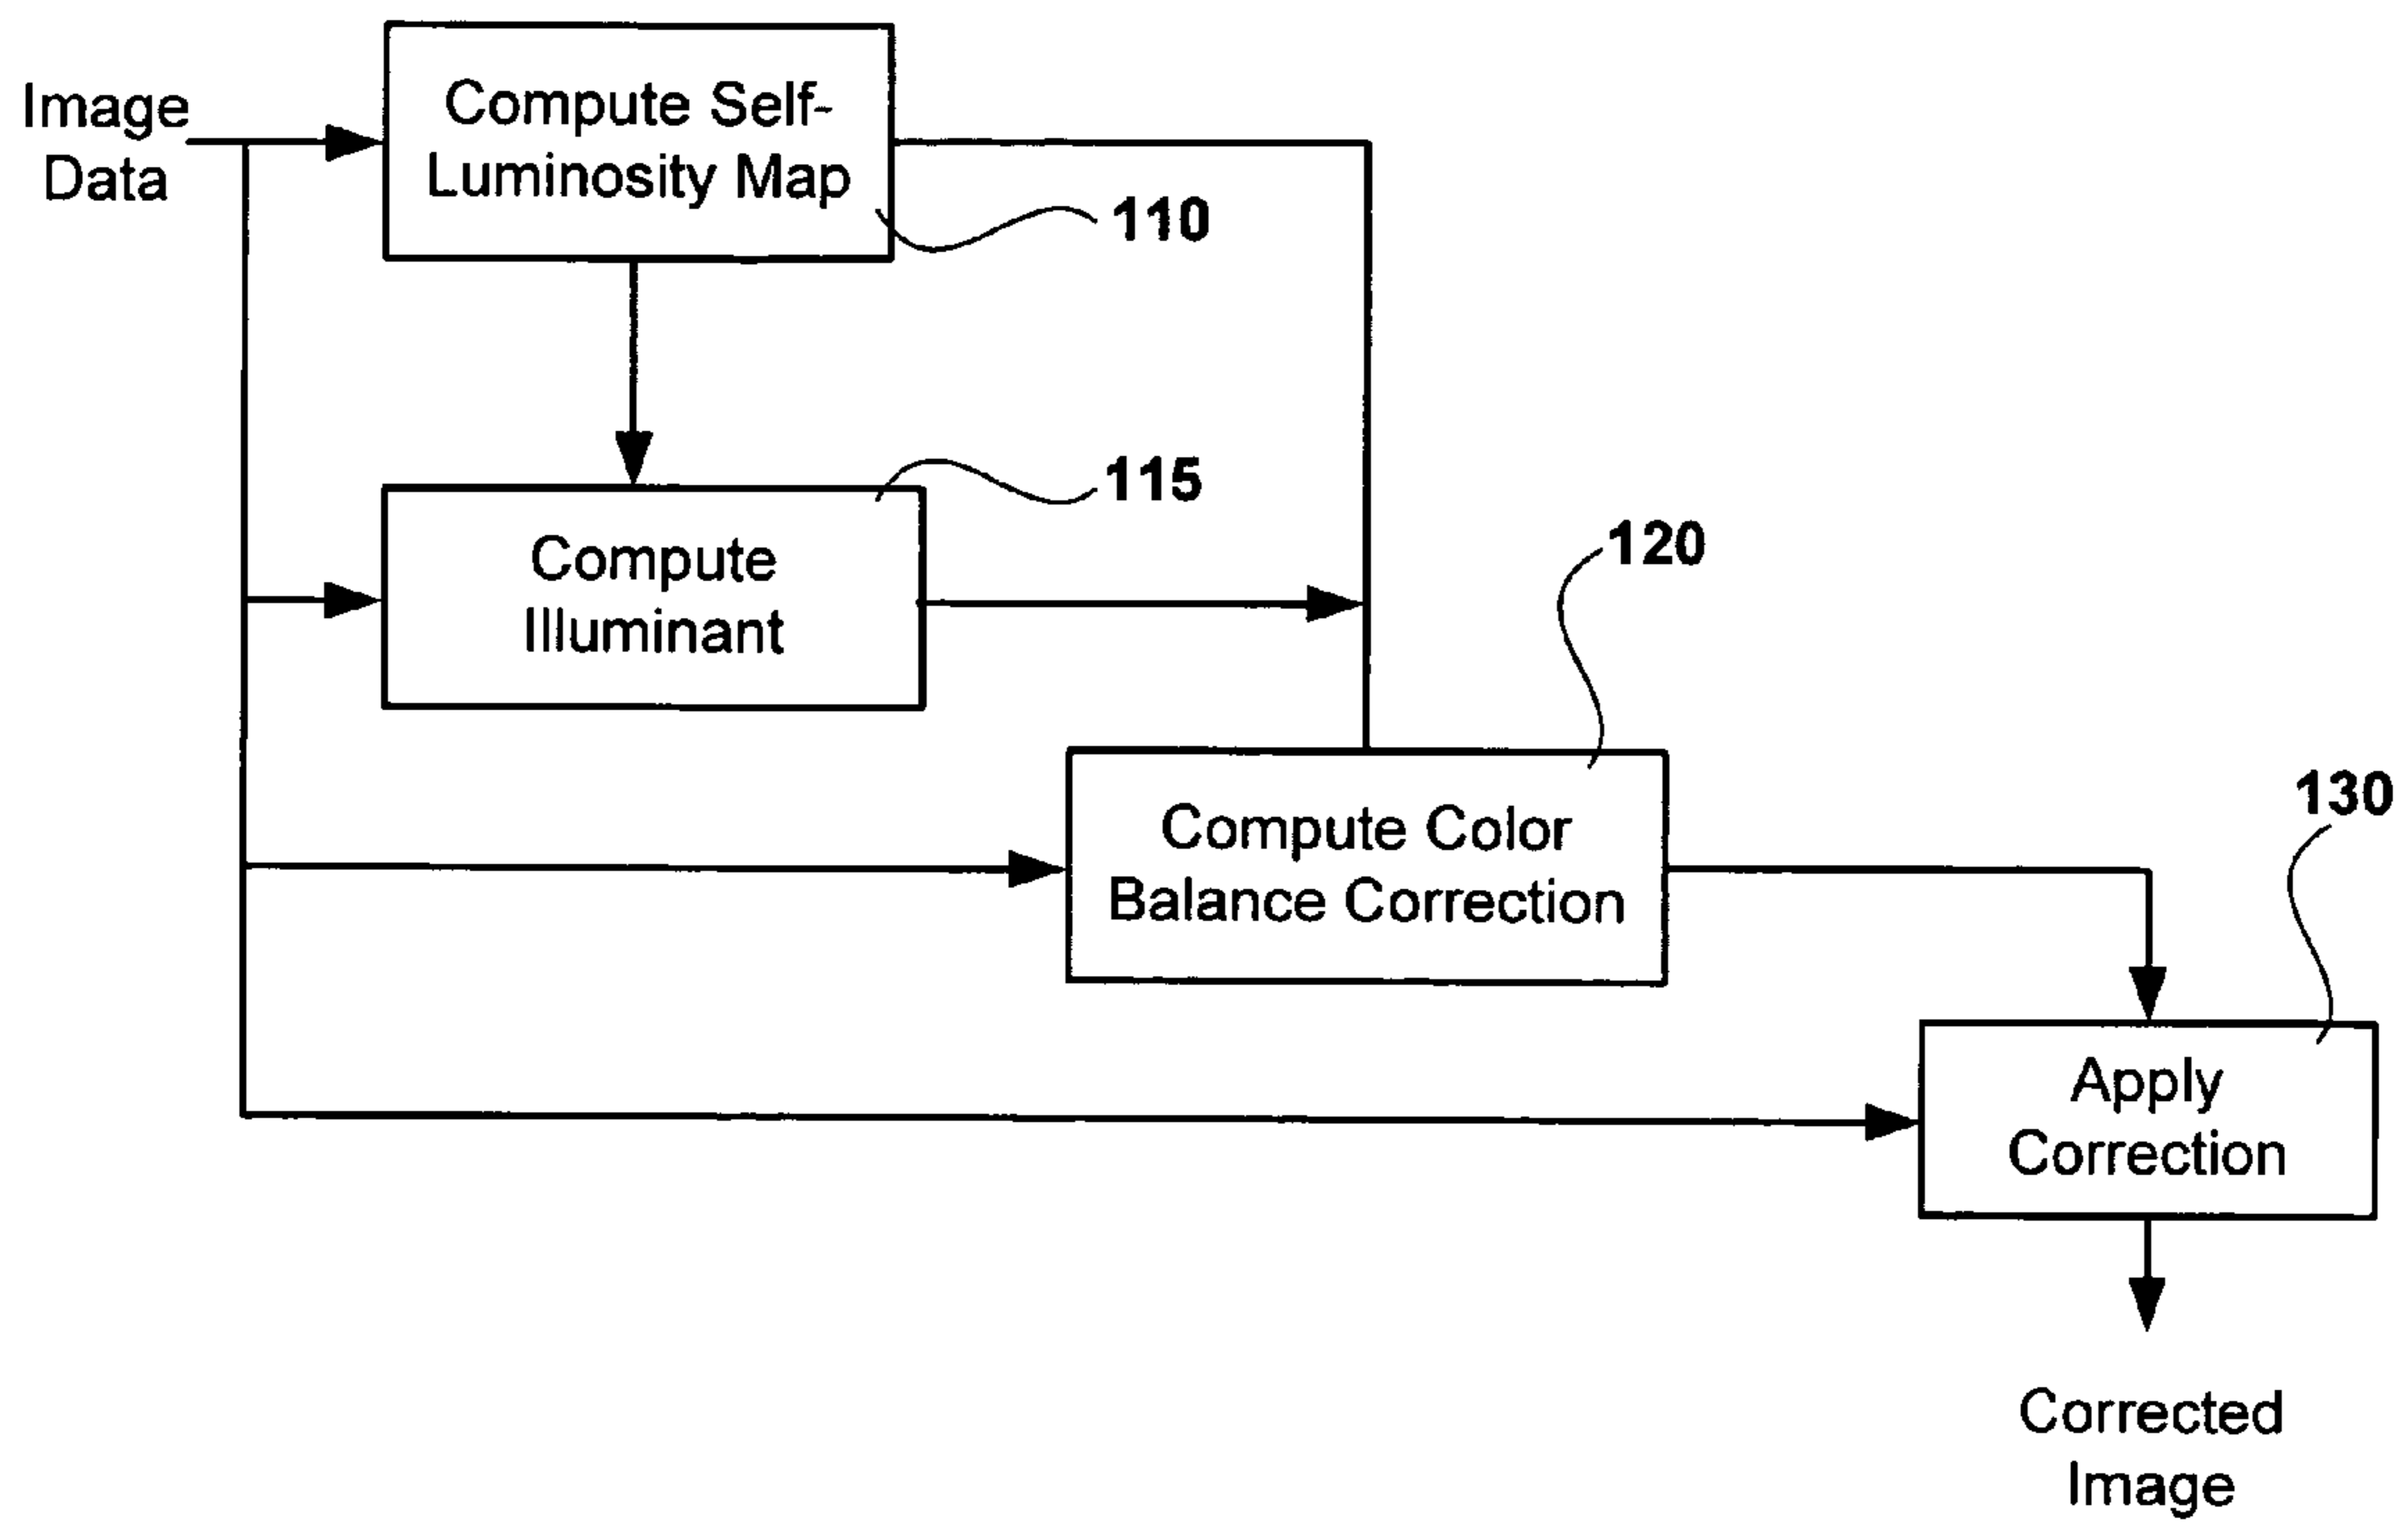 Image
Data
Compute Self-
Luminosity Map
110
115
Compute
Illuminant
120
Compute Color
Balance Correction
130
Apply
Correction
Corrected
Image